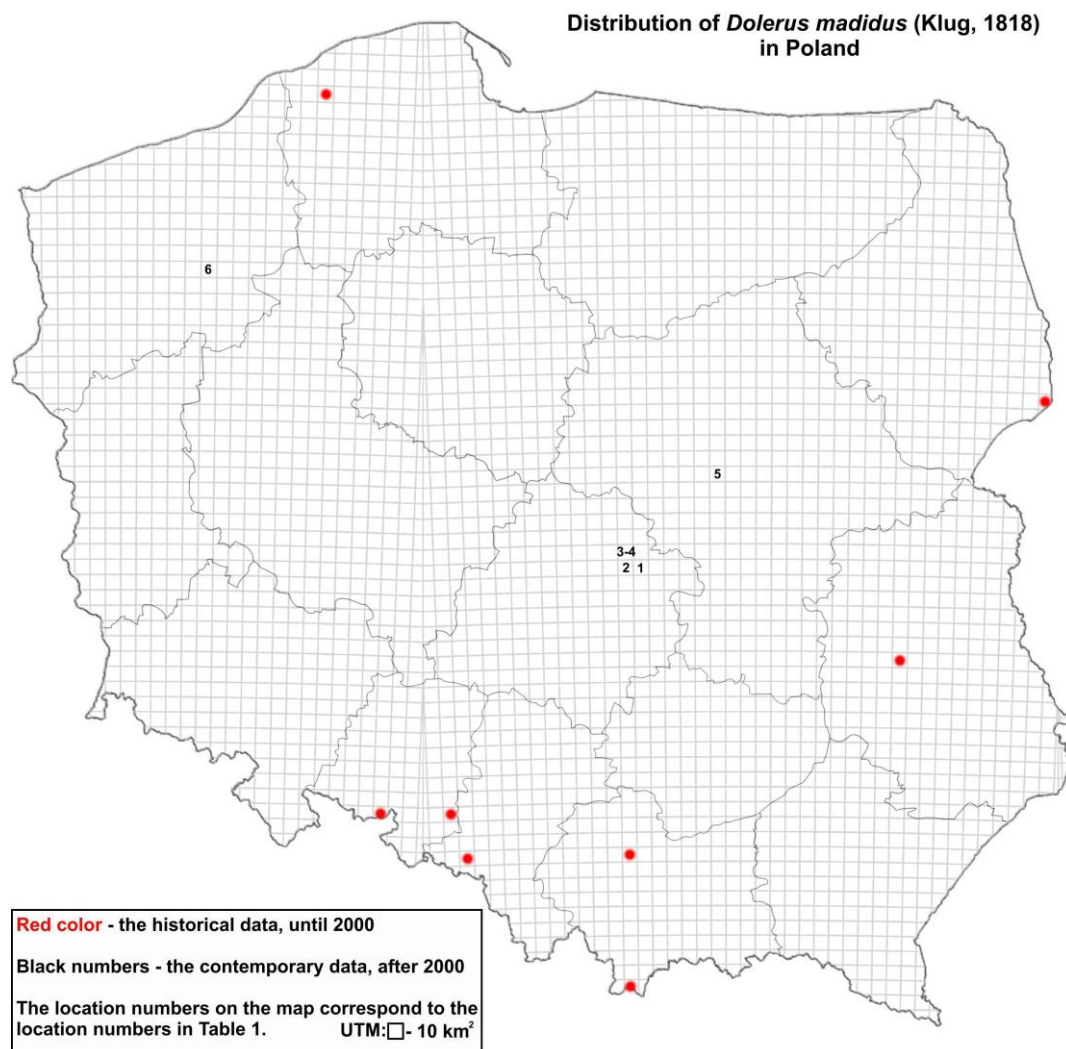 Distribution of Dolerus madidus (Klug, 1818)
in Poland
6
5
3-4
2 1
Red color - the historical data, until 2000
Black numbers - the contemporary data, after 2000
The location numbers on the map correspond to the
location numbers in Table 1. UTM:□- 10 km²